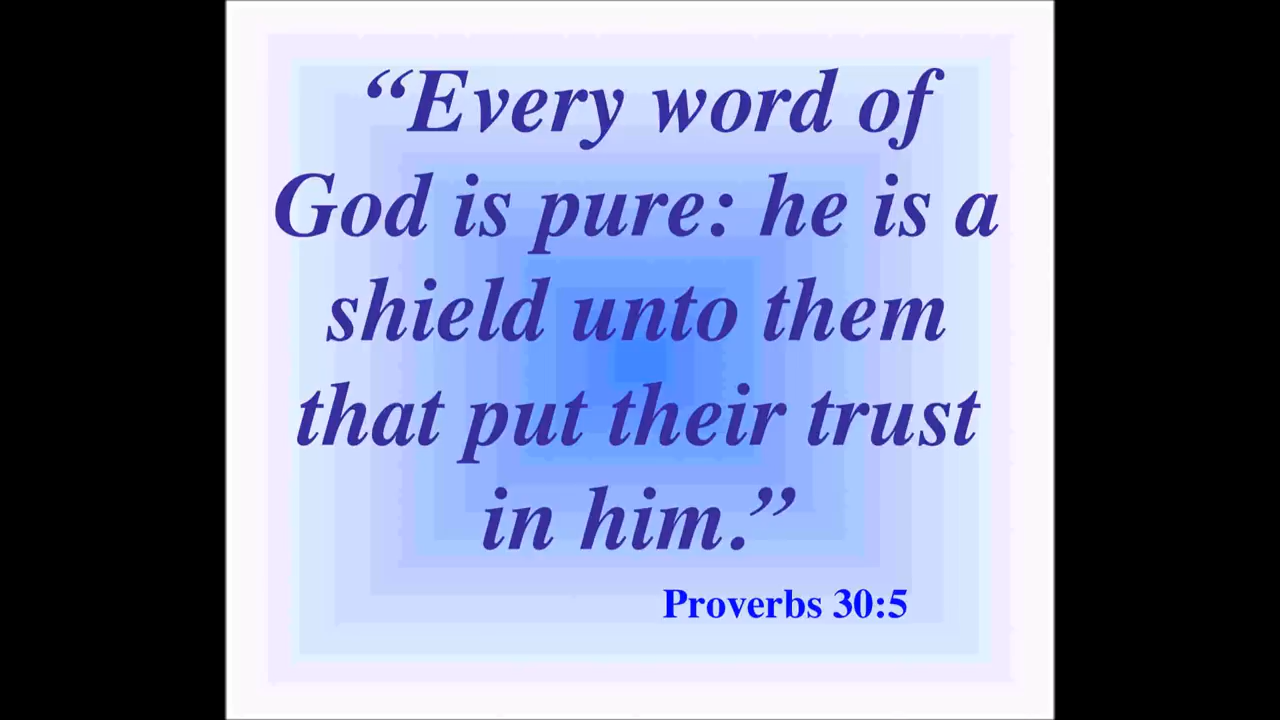 “Every word of
God is pure: he is a
shield unto them
that put their trust
in him.”
Proverbs 30:5